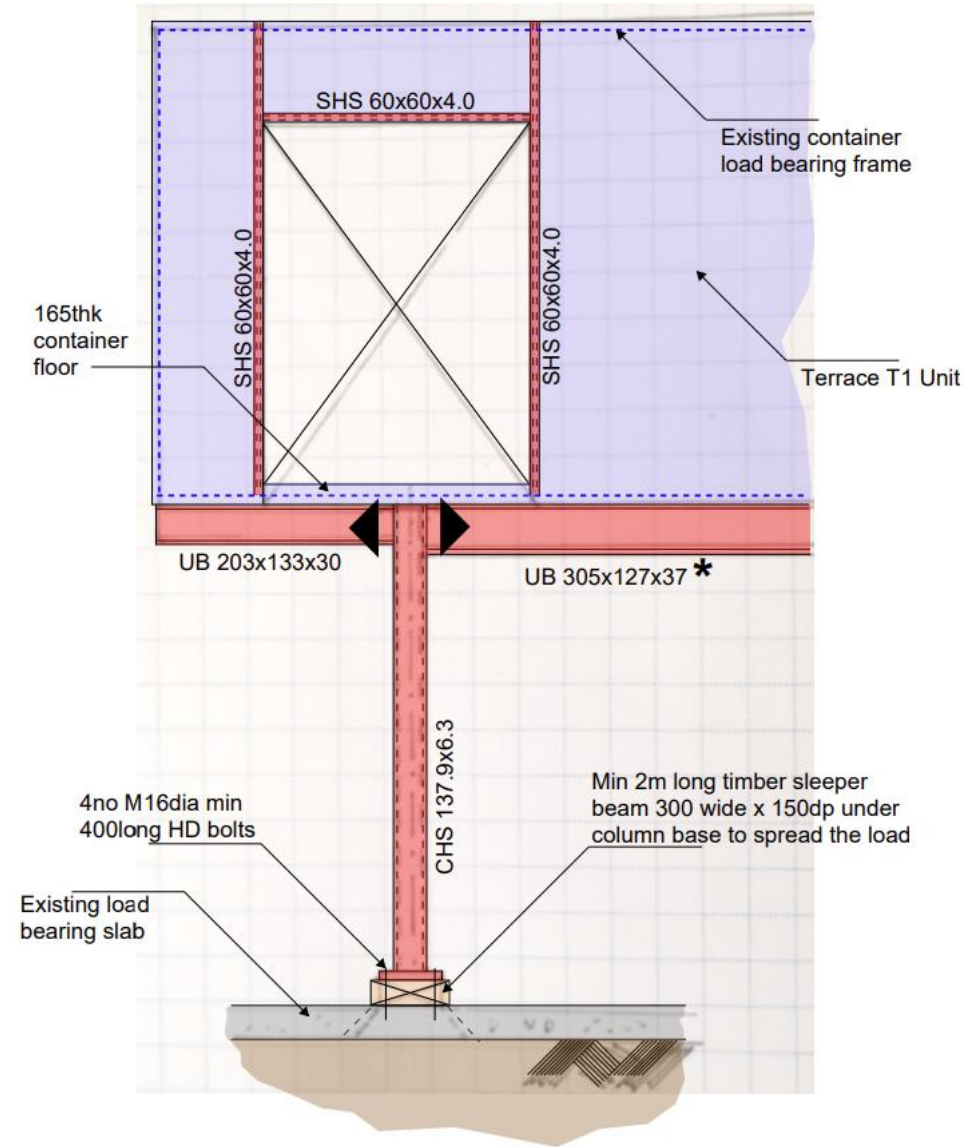 SHS 60x60x4.0
Existing container
load bearing frame
SHS 60x60x4.0
SHS 60x60x4.0
165thk
container
floor
Terrace T1 Unit
UB 203x133x30
UB 305x127x37 *
CHS 137.9x6.3
4no M16dia min
400long HD bolts
Min 2m long timber sleeper
beam 300 wide x 150dp under
column base to spread the load
Existing load
bearing slab